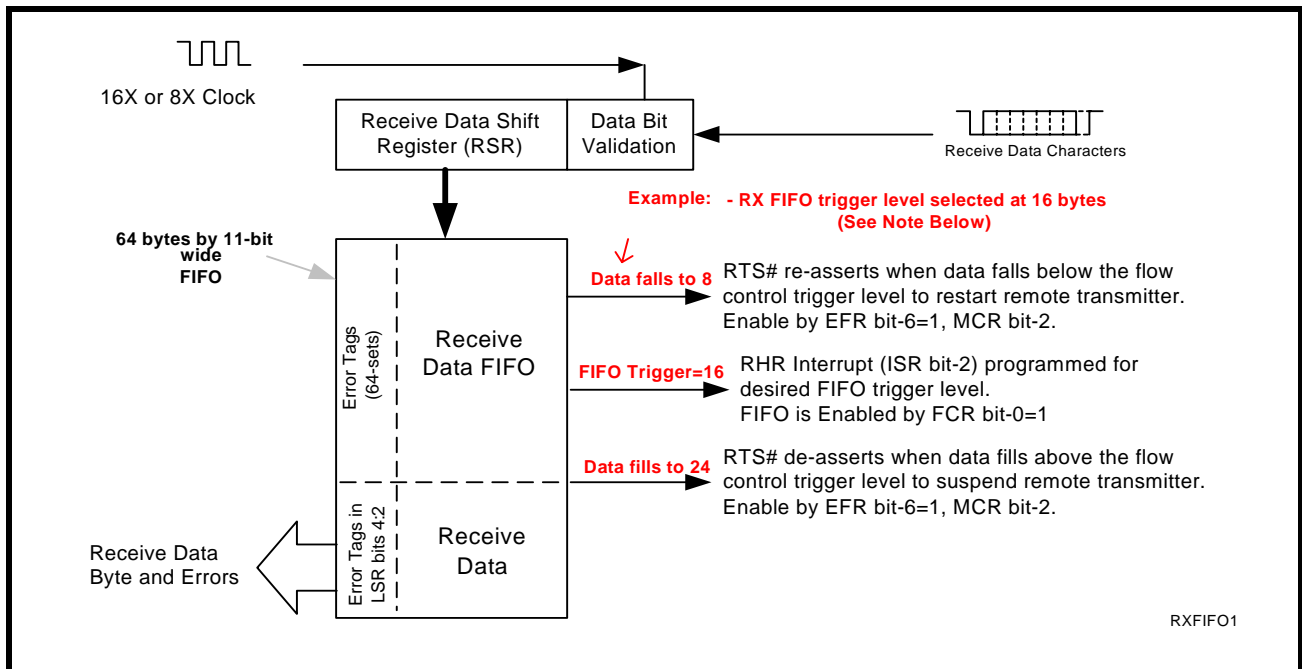 16X or 8X Clock
Receive Data Shift
Register (RSR)
Data Bit
Validation
Receive Data Characters
Example: - RX FIFO trigger level selected at 16 bytes
(See Note Below)
64 bytes by 11-bit
wide
FIFO
Error Tags
(64-sets)
Receive
Data FIFO
Data falls to 8
RTS# re-asserts when data falls below the flow
control trigger level to restart remote transmitter.
Enable by EFR bit-6=1, MCR bit-2.
FIFO Trigger=16
RHR Interrupt (ISR bit-2) programmed for
desired FIFO trigger level.
FIFO is Enabled by FCR bit-0=1
Data fills to 24
RTS# de-asserts when data fills above the flow
control trigger level to suspend remote transmitter.
Enable by EFR bit-6=1, MCR bit-2.
Error Tags in
LSR bits 4:2
Receive
Data
Receive Data
Byte and Errors
RXFIFO1